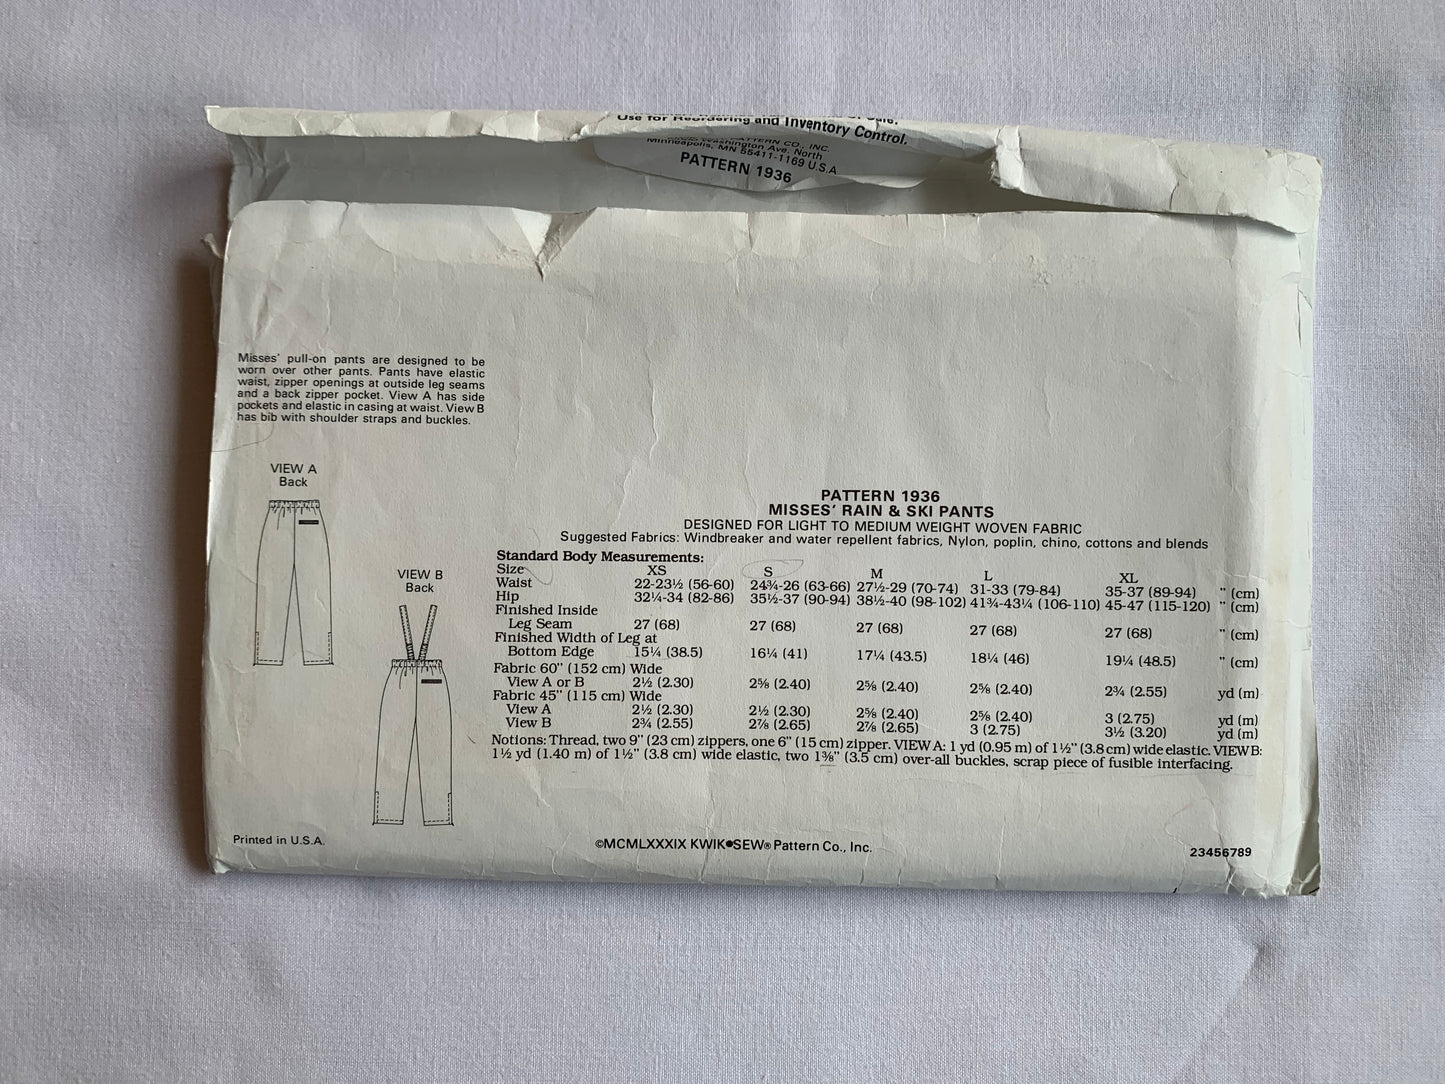 Use for Reordering and Inventory Control.
PATTERN CO., INC.
Washington Ave. North
Minneapolis, MN 55411-1169 U.S.A
PATTERN 1936
Misses' pull-on pants are designed to be
worn over other pants. Pants have elastic
waist, zipper openings at outside leg seams
and a back zipper pocket. View A has side
pockets and elastic in casing at waist. View B
has bib with shoulder straps and buckles.
VIEW A
Back
VIEW B
Back
PATTERN 1936
MISSES' RAIN & SKI PANTS
DESIGNED FOR LIGHT TO MEDIUM WEIGHT WOVEN FABRIC
Suggested Fabrics: Windbreaker and water repellent fabrics, Nylon, poplin, chino, cottons and blends
Standard Body Measurements:
Size XS S M L XL
Waist 22-23½ (56-60) 24¾-26 (63-66) 27½-29 (70-74) 31-33 (79-84) 35-37 (89-94) " (cm)
Hip 32¼-34 (82-86) 35½-37 (90-94) 38½-40 (98-102) 41¾-43¼ (106-110) 45-47 (115-120) " (cm)
Finished Inside
Leg Seam 27 (68) 27 (68) 27 (68) 27 (68) 27 (68) " (cm)
Finished Width of Leg at
Bottom Edge 15¼ (38.5) 16¼ (41) 17¼ (43.5) 18¼ (46) 19¼ (48.5) " (cm)
Fabric 60" (152 cm) Wide
View A or B 2½ (2.30) 2⅝ (2.40) 2⅝ (2.40) 2⅝ (2.40) 2¾ (2.55) yd (m)
Fabric 45" (115 cm) Wide
View A 2½ (2.30) 2½ (2.30) 2⅝ (2.40) 2⅝ (2.40) 3 (2.75) yd (m)
View B 2¾ (2.55) 2⅞ (2.65) 2⅞ (2.65) 3 (2.75) 3½ (3.20) yd (m)
Notions: Thread, two 9" (23 cm) zippers, one 6" (15 cm) zipper. VIEW A: 1 yd (0.95 m) of 1½" (3.8 cm) wide elastic. VIEW B:
1½ yd (1.40 m) of 1½" (3.8 cm) wide elastic, two 1⅜" (3.5 cm) over-all buckles, scrap piece of fusible interfacing.
Printed in U.S.A.
©MCMLXXXIX KWIK•SEW® Pattern Co., Inc.
23456789